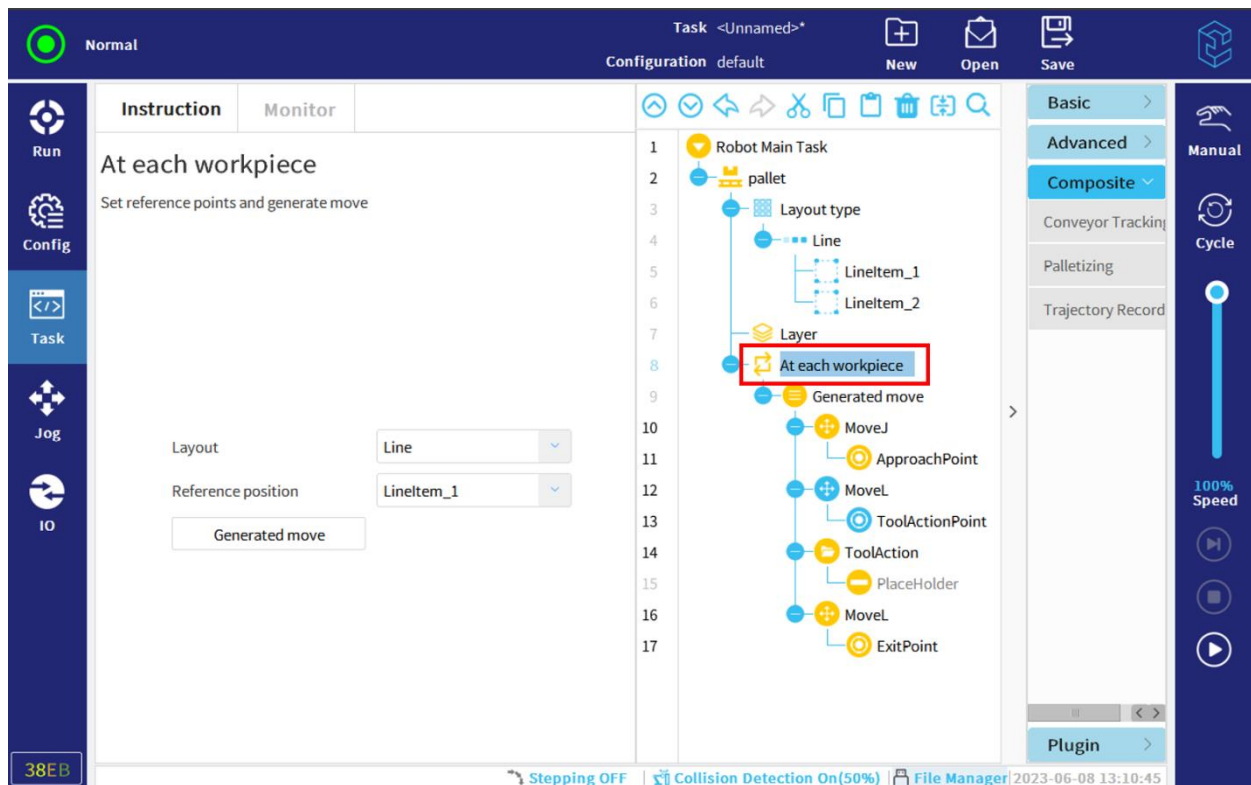 Normal
Task <Unnamed>*
Configuration default
New
Open
Save
Run
Config
Task
Jog
IO
38EB
Instruction
Monitor
At each workpiece
Set reference points and generate move
Layout
Line
Reference position
LineItem_1
Generated move
1 Robot Main Task
2 pallet
3 Layout type
4 Line
5 LineItem_1
6 LineItem_2
7 Layer
8 At each workpiece
9 Generated move
10 MoveJ
11 ApproachPoint
12 MoveL
13 ToolActionPoint
14 ToolAction
15 PlaceHolder
16 MoveL
17 ExitPoint
Basic
Advanced
Composite
Conveyor Tracking
Palletizing
Trajectory Record
Plugin
Manual
Cycle
100%
Speed
Stepping OFF
Collision Detection On(50%)
File Manager
2023-06-08 13:10:45